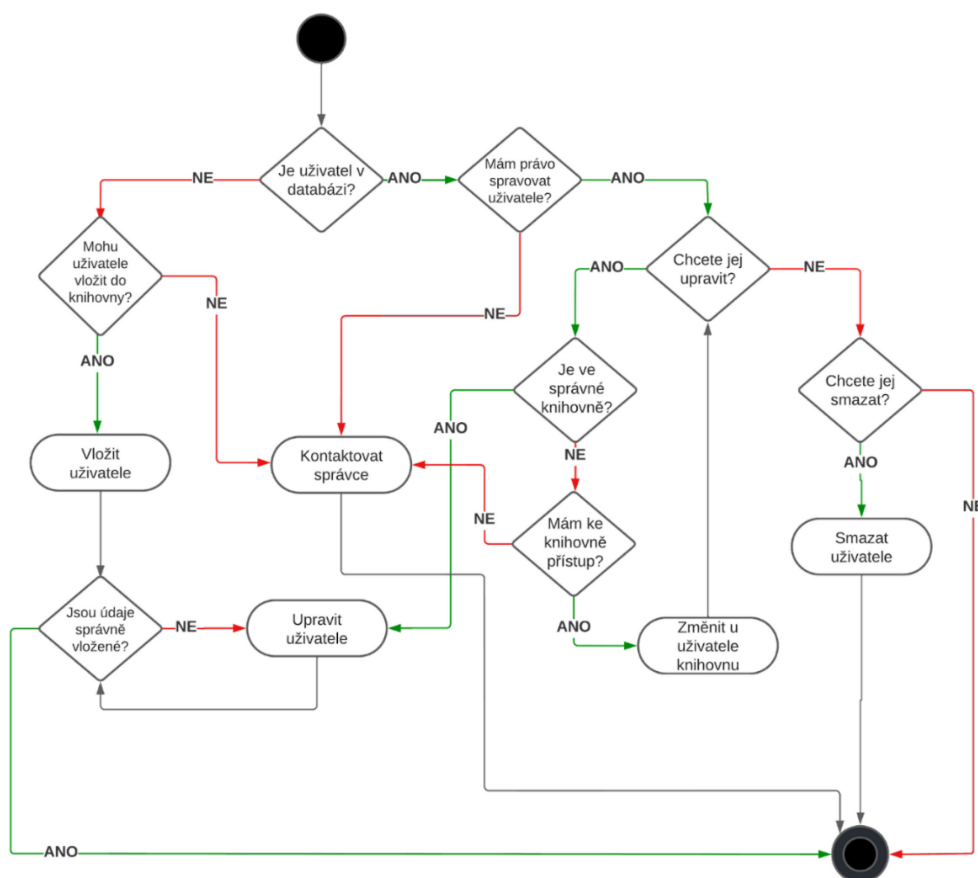 Je uživatel v
databázi?
NE
ANO
Mám právo
spravovat
uživatele?
ANO
Mohu
uživatele
vložit do
knihovny?
NE
ANO
NE
Chcete jej
upravit?
ANO
NE
Je ve
správné
knihovně?
ANO
NE
Chcete jej
smazat?
ANO
NE
Vložit
uživatele
Kontaktovat
správce
NE
Mám ke
knihovně
přístup?
ANO
Smazat
uživatele
Jsou údaje
správně
vložené?
NE
Upravit
uživatele
Změnit u
uživatele
knihovnu
ANO